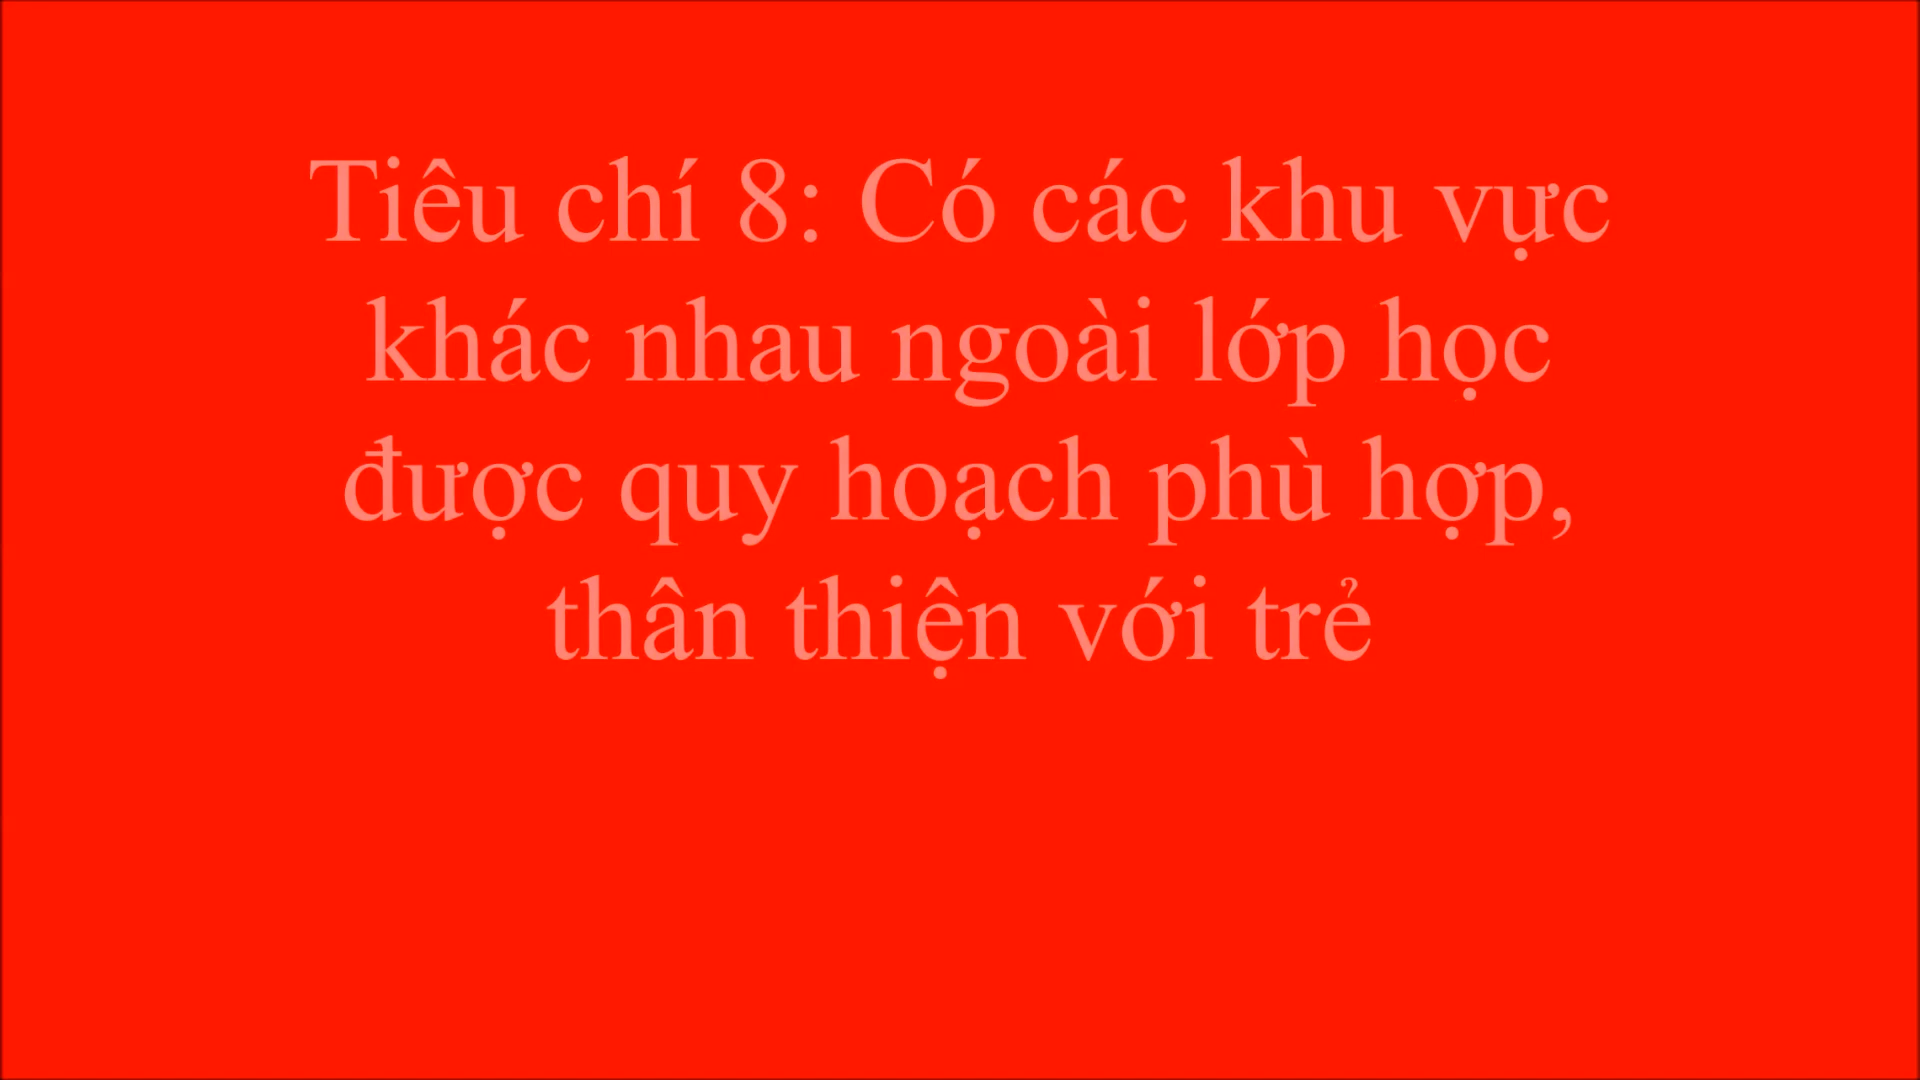 Tiêu chí 8: Có các khu vực
khác nhau ngoài lớp học
được quy hoạch phù hợp,
thân thiện với trẻ